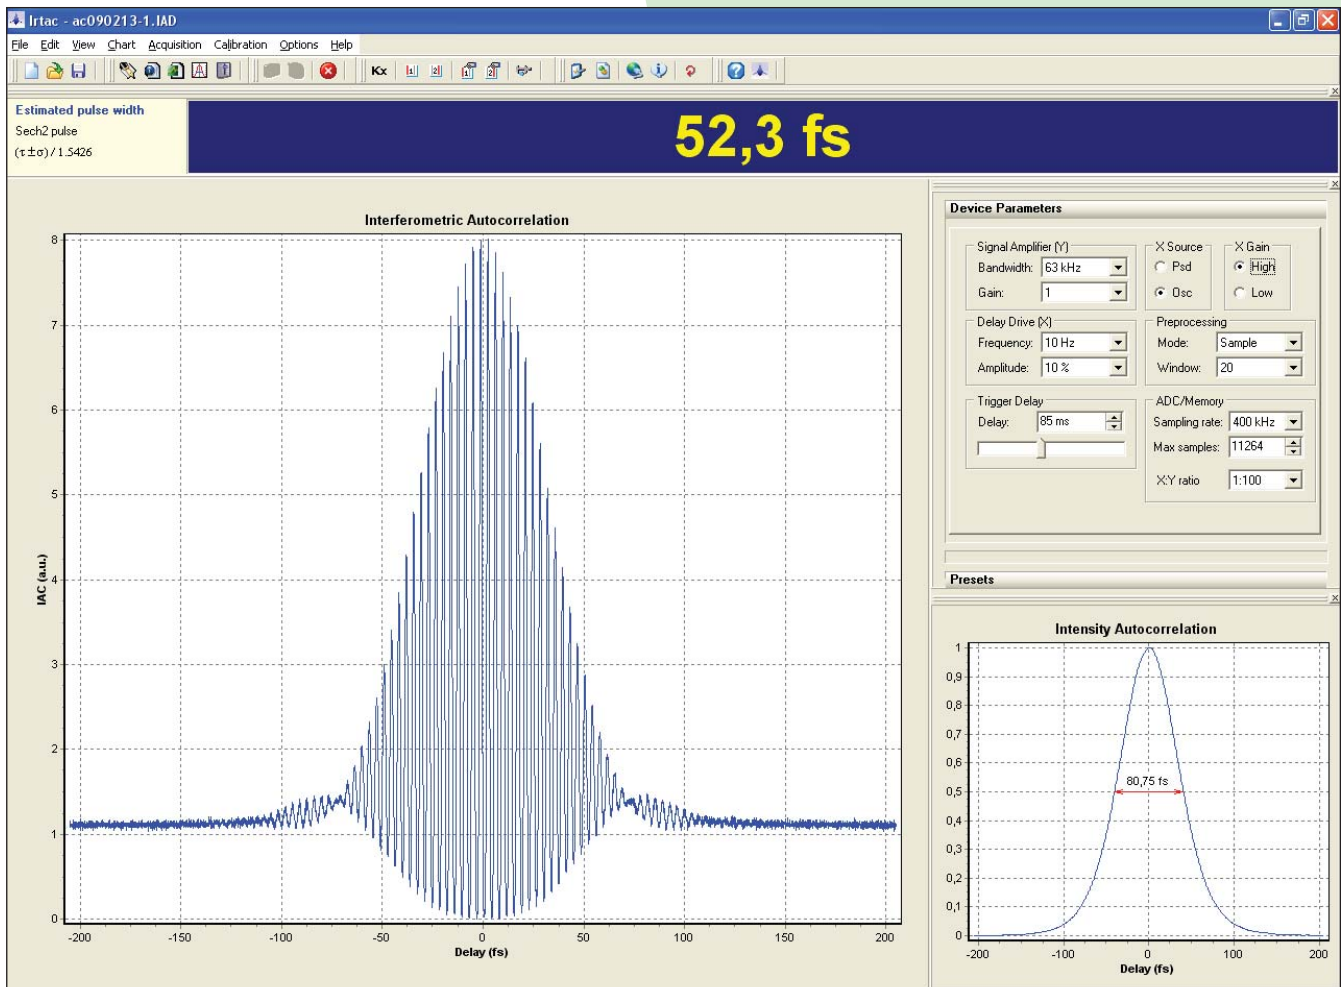 Irtac - ac090213-1.IAD
File Edit View Chart Acquisition Calibration Options Help
Kx
Estimated pulse width
Sech2 pulse
(τ±σ) / 1.5426
52,3 fs
Interferometric Autocorrelation
IAC (a.u.)
8
7
6
5
4
3
2
1
0
-200 -150 -100 -50 0 50 100 150 200
Delay (fs)
Device Parameters
Signal Amplifier (Y)
Bandwidth: 63 kHz
Gain: 1
X Source
Psd
Osc
X Gain
High
Low
Delay Drive (X)
Frequency: 10 Hz
Amplitude: 10 %
Preprocessing
Mode: Sample
Window: 20
Trigger Delay
Delay: 85 ms
ADC/Memory
Sampling rate: 400 kHz
Max samples: 11264
X:Y ratio 1:100
Presets
Intensity Autocorrelation
1
0,9
0,8
0,7
0,6
80,75 fs
0,5
0,4
0,3
0,2
0,1
0
-200 -100 0 100 200
Delay (fs)